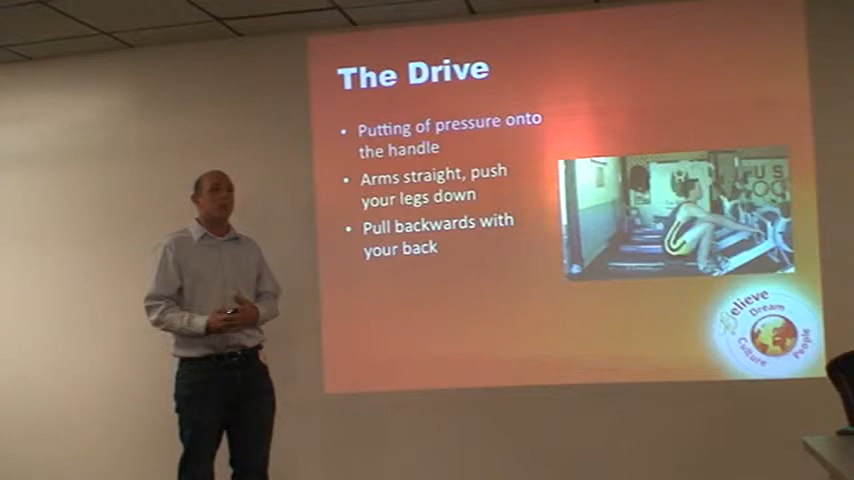 The Drive
• Putting of pressure onto
the handle
• Arms straight, push
your legs down
• Pull backwards with
your back
US
Believe
Dream
Culture
People